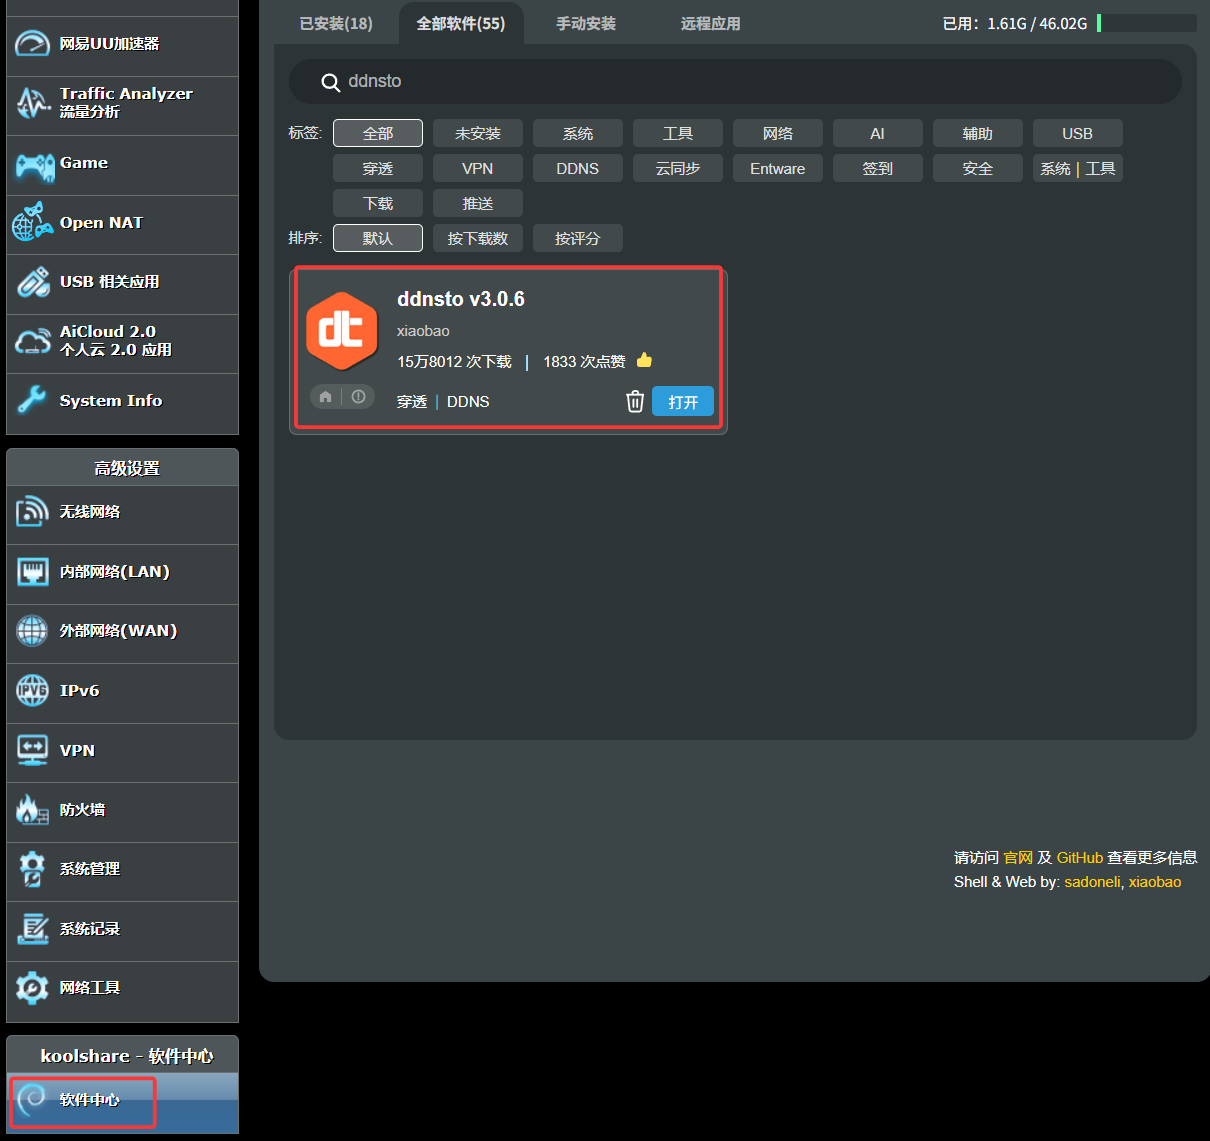 网易UU加速器
Traffic Analyzer
流量分析
Game
Open NAT
USB 相关应用
AiCloud 2.0
个人云 2.0 应用
System Info
高级设置
无线网络
内部网络(LAN)
外部网络(WAN)
IPv6
VPN
防火墙
系统管理
系统记录
网络工具
koolshare - 软件中心
软件中心
已安装(18) 全部软件(55) 手动安装 远程应用 已用：1.61G / 46.02G
ddnsto
标签: 全部 未安装 系统 工具 网络 AI 辅助 USB
穿透 VPN DDNS 云同步 Entware 签到 安全 系统 | 工具
下载 推送
排序: 默认 按下载数 按评分
ddnsto v3.0.6
dt
xiaobao
15万8012 次下载 | 1833 次点赞
穿透 | DDNS 打开
请访问 官网 及 GitHub 查看更多信息
Shell & Web by: sadoneli, xiaobao